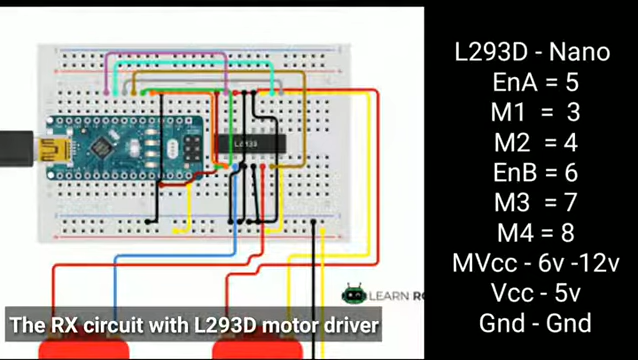 L293D - Nano
EnA = 5
M1 = 3
M2 = 4
EnB = 6
M3 = 7
M4 = 8
MVcc - 6v -12v
Vcc - 5v
Gnd - Gnd
LEARN
The RX circuit with L293D motor driver